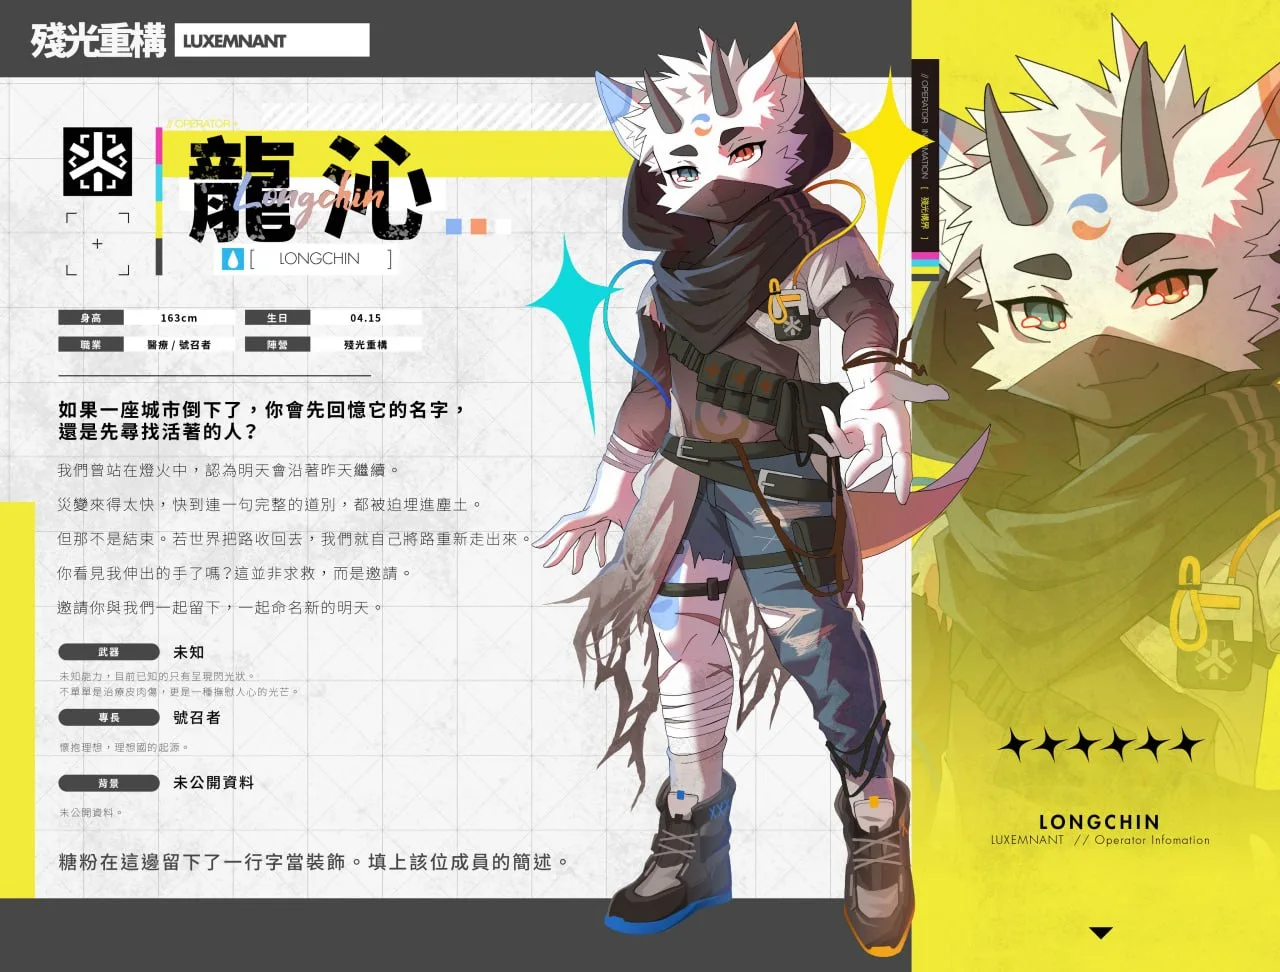 殘光重構 LUXEMNANT
// OPERATOR >
龍沁
Longchin
[ LONGCHIN ]
身高 163cm 生日 04.15
職業 醫療 / 號召者 陣營 殘光重構
如果一座城市倒下了，你會先回憶它的名字，
還是先尋找活著的人？
我們曾站在燈火中，認為明天會沿著昨天繼續。
災變來得太快，快到連一句完整的道別，都被迫埋進塵土。
但那不是結束。若世界把路收回去，我們就自己將路重新走出來。
你看見我伸出的手了嗎?這並非求救，而是邀請。
邀請你與我們一起留下，一起命名新的明天。
武器 未知
未知能力，目前已知的只有呈現閃光狀。
不單單是治療皮肉傷，更是一種撫慰人心的光芒。
專長 號召者
懷抱理想，理想國的起源。
背景 未公開資料
未公開資料。
糖粉在這邊留下了一行字當裝飾。填上該位成員的簡述。
// OPERATOR INFOMATION [ 殘光構界 ]
LONGCHIN
LUXEMNANT // Operator Infomation